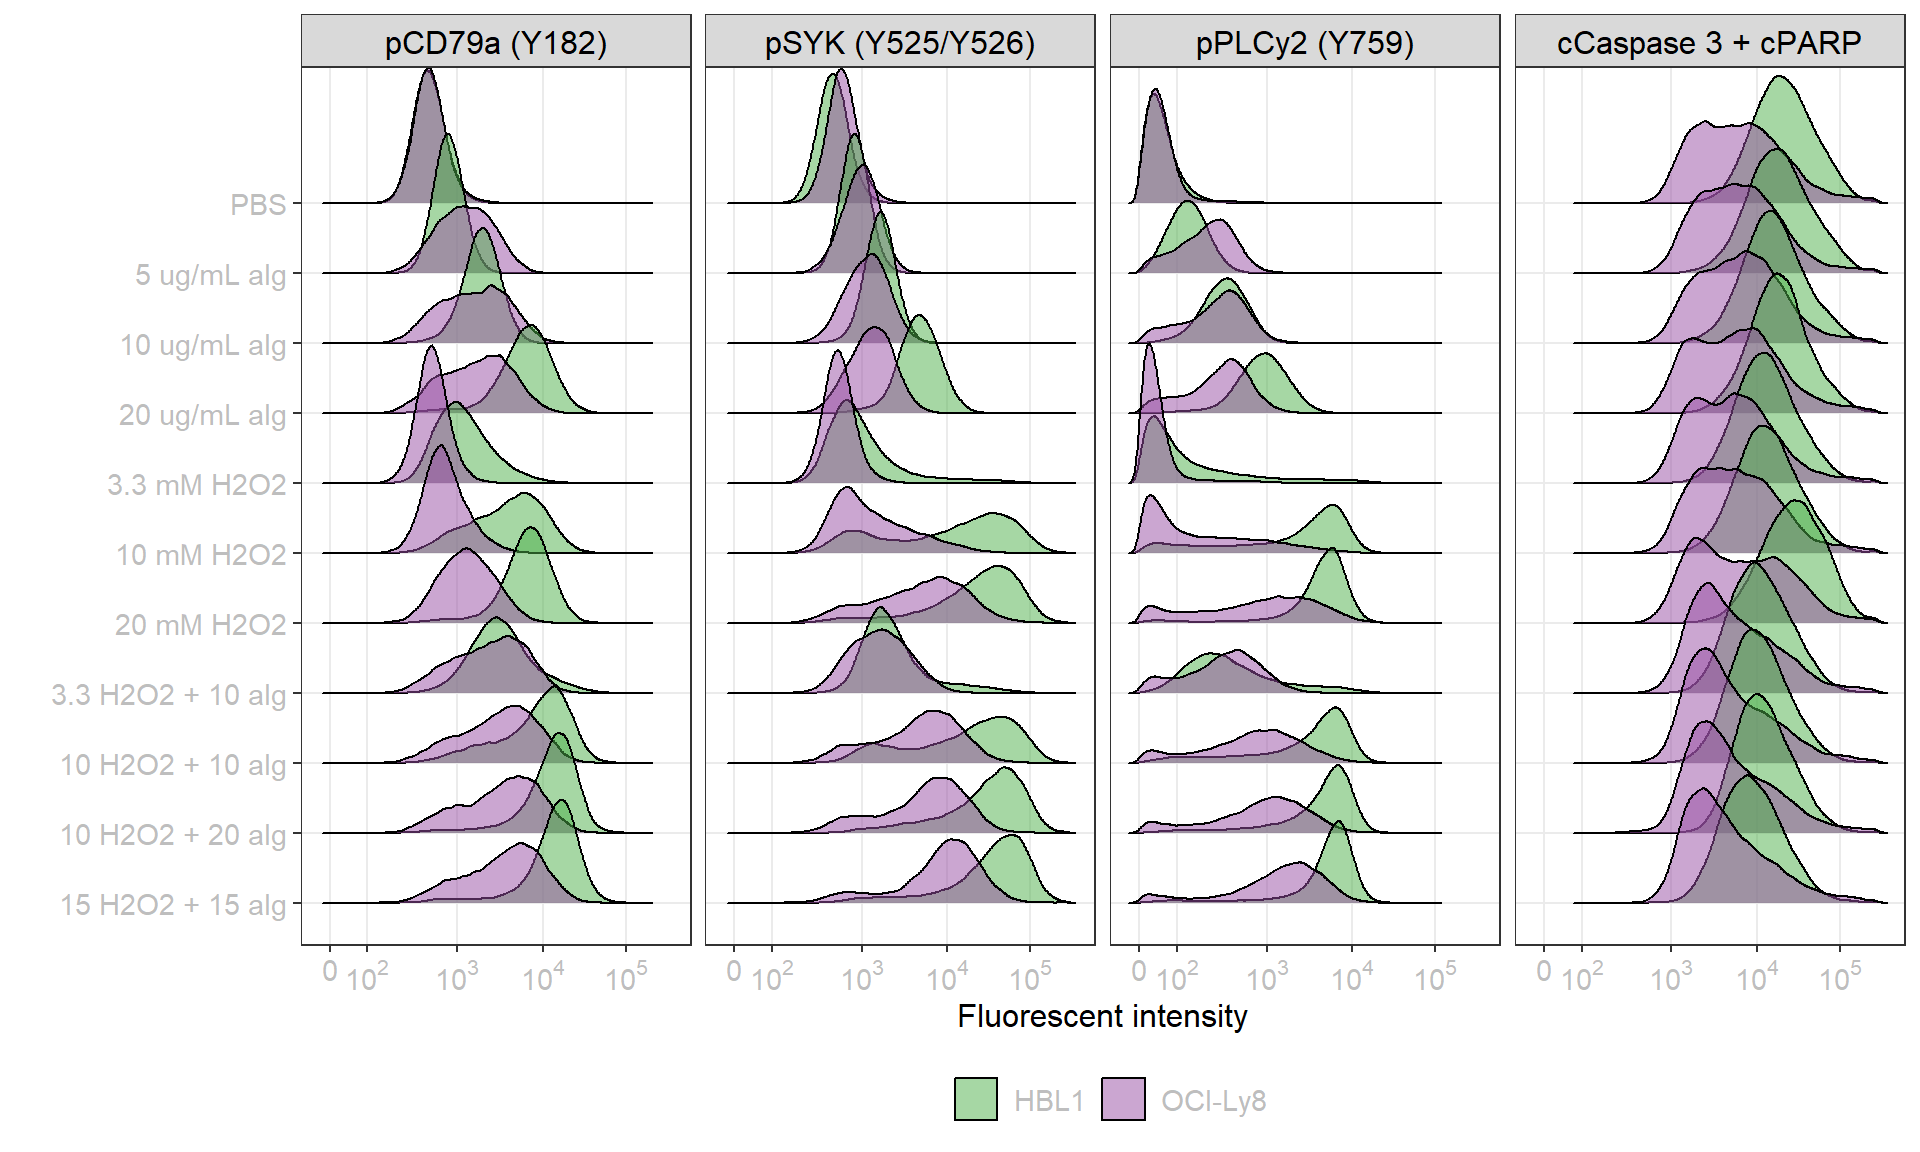 pCD79a (Y182)
pSYK (Y525/Y526)
pPLCy2 (Y759)
cCaspase 3 + cPARP
PBS
5 ug/mL alg
10 ug/mL alg
20 ug/mL alg
3.3 mM H2O2
10 mM H2O2
20 mM H2O2
3.3 H2O2 + 10 alg
10 H2O2 + 10 alg
10 H2O2 + 20 alg
15 H2O2 + 15 alg
0 10² 10³ 10⁴ 10⁵
0 10² 10³ 10⁴ 10⁵
0 10² 10³ 10⁴ 10⁵
0 10² 10³ 10⁴ 10⁵
Fluorescent intensity
HBL1 OCI-Ly8